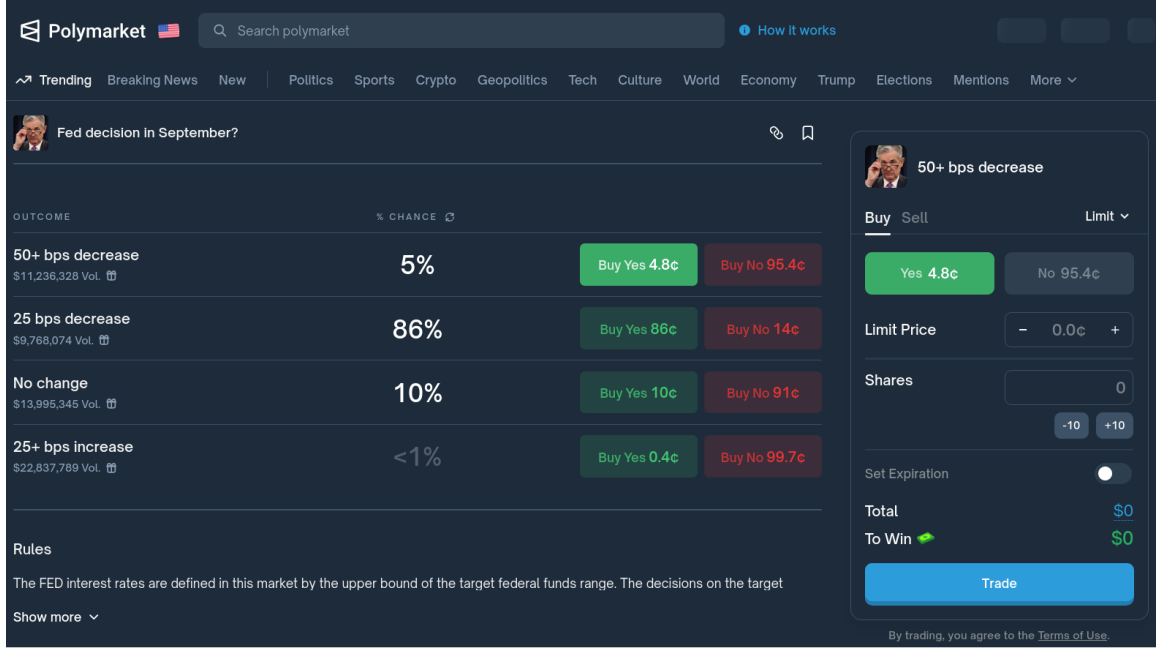 Polymarket
Search polymarket
How it works
Trending Breaking News New Politics Sports Crypto Geopolitics Tech Culture World Economy Trump Elections Mentions More
Fed decision in September?
OUTCOME % CHANGE
50+ bps decrease
$11,236,328 Vol.
5%
Buy Yes 4.8¢
Buy No 95.4¢
25 bps decrease
$9,768,074 Vol.
86%
Buy Yes 86¢
Buy No 14¢
No change
$13,995,345 Vol.
10%
Buy Yes 10¢
Buy No 91¢
25+ bps increase
$22,837,789 Vol.
<1%
Buy Yes 0.4¢
Buy No 99.7¢
Rules
The FED interest rates are defined in this market by the upper bound of the target federal funds range. The decisions on the target
Show more
50+ bps decrease
Buy Sell
Limit
Yes 4.8¢
No 95.4¢
Limit Price
– 0.0¢ +
Shares
0
-10 +10
Set Expiration
Total $0
To Win $0
Trade
By trading, you agree to the Terms of Use.